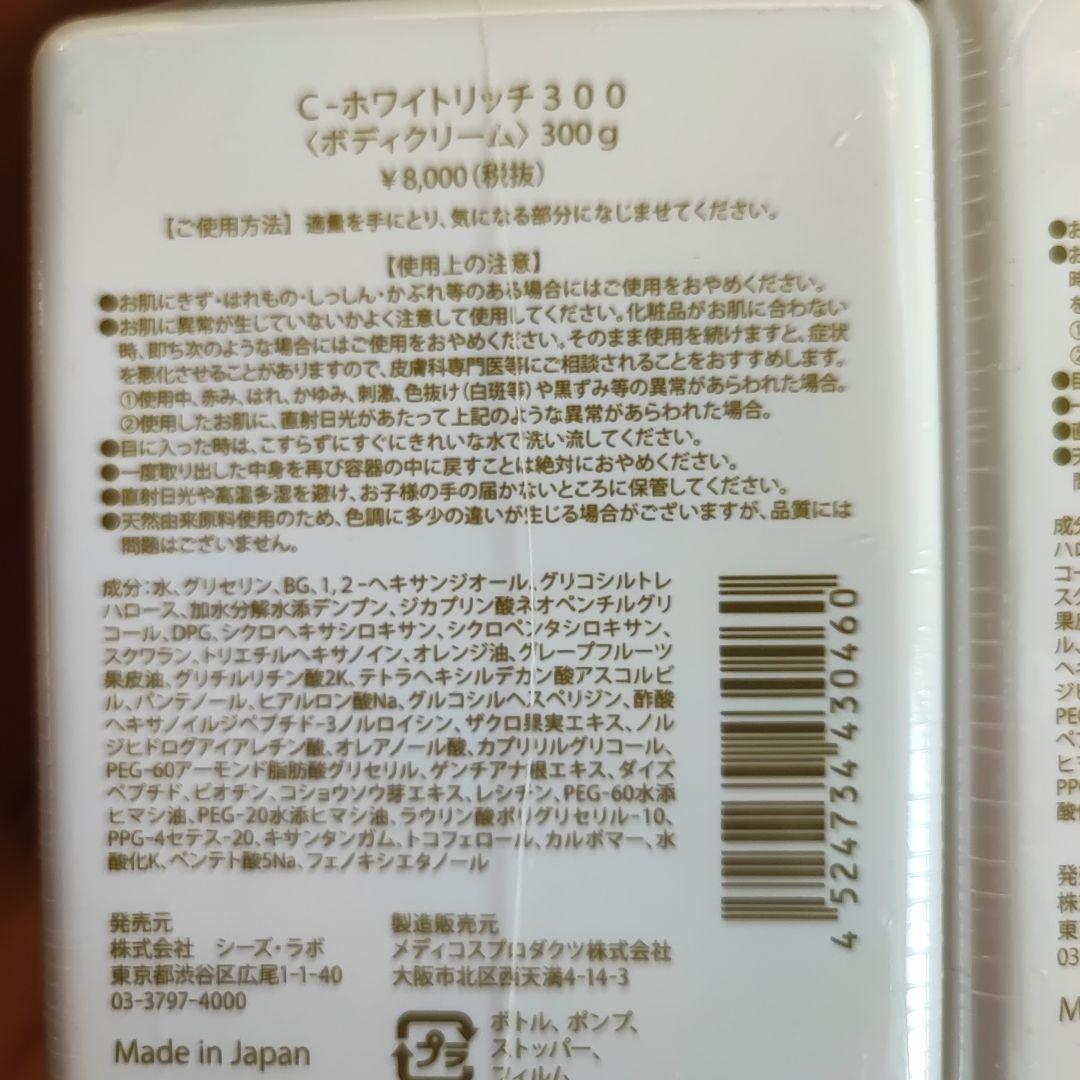 C-ホワイトリッチ300
〈ボディクリーム〉300g
¥8,000(税抜)
【ご使用方法】適量を手にとり、気になる部分になじませてください。
【使用上の注意】
●お肌にきず・はれもの・しっしん・かぶれ等のある場合にはご使用をおやめください。
●お肌に異常が生じていないかよく注意して使用してください。化粧品がお肌に合わない
時、即ち次のような場合にはご使用をおやめください。そのまま使用を続けますと、症状
を悪化させることがありますので、皮膚科専門医等にご相談されることをおすすめします。
①使用中、赤み、はれ、かゆみ、刺激、色抜け(白斑等)や黒ずみ等の異常があらわれた場合。
②使用したお肌に、直射日光があたって上記のような異常があらわれた場合。
●目に入った時は、こすらずにすぐにきれいな水で洗い流してください。
●一度取り出した中身を再び容器の中に戻すことは絶対におやめください。
●直射日光や高温多湿を避け、お子様の手の届かないところに保管してください。
●天然由来原料使用のため、色調に多少の違いが生じる場合がございますが、品質には
問題はございません。
成分:水、グリセリン、BG、1,2-ヘキサンジオール、グリコシルトレ
ハロース、加水分解水添デンプン、ジカプリン酸ネオペンチルグリ
コール、DPG、シクロヘキサシロキサン、シクロペンタシロキサン、
スクワラン、トリエチルヘキサノイン、オレンジ油、グレープフルーツ
果皮油、グリチルリチン酸2K、テトラヘキシルデカン酸アスコルビ
ル、パンテノール、ヒアルロン酸Na、グルコシルヘスペリジン、酢酸
ヘキサノイルジペプチド-3ノルロイシン、ザクロ果実エキス、ノル
ジヒドログアイアレチン酸、オレアノール酸、カプリリルグリコール、
PEG-60アーモンド脂肪酸グリセリル、ゲンチアナ根エキス、ダイズ
ペプチド、ビオチン、コショウソウ芽エキス、レシチン、PEG-60水添
ヒマシ油、PEG-20水添ヒマシ油、ラウリン酸ポリグリセリル-10、
PPG-4セテス-20、キサンタンガム、トコフェロール、カルボマー、水
酸化K、ペンテト酸5Na、フェノキシエタノール
4524734430460
発売元
株式会社 シーズ・ラボ
東京都渋谷区広尾1-1-40
03-3797-4000
製造販売元
メディコスプロダクツ株式会社
大阪市北区西天満4-14-3
Made in Japan
プラ
ボトル、ポンプ、
ストッパー、
フィルム